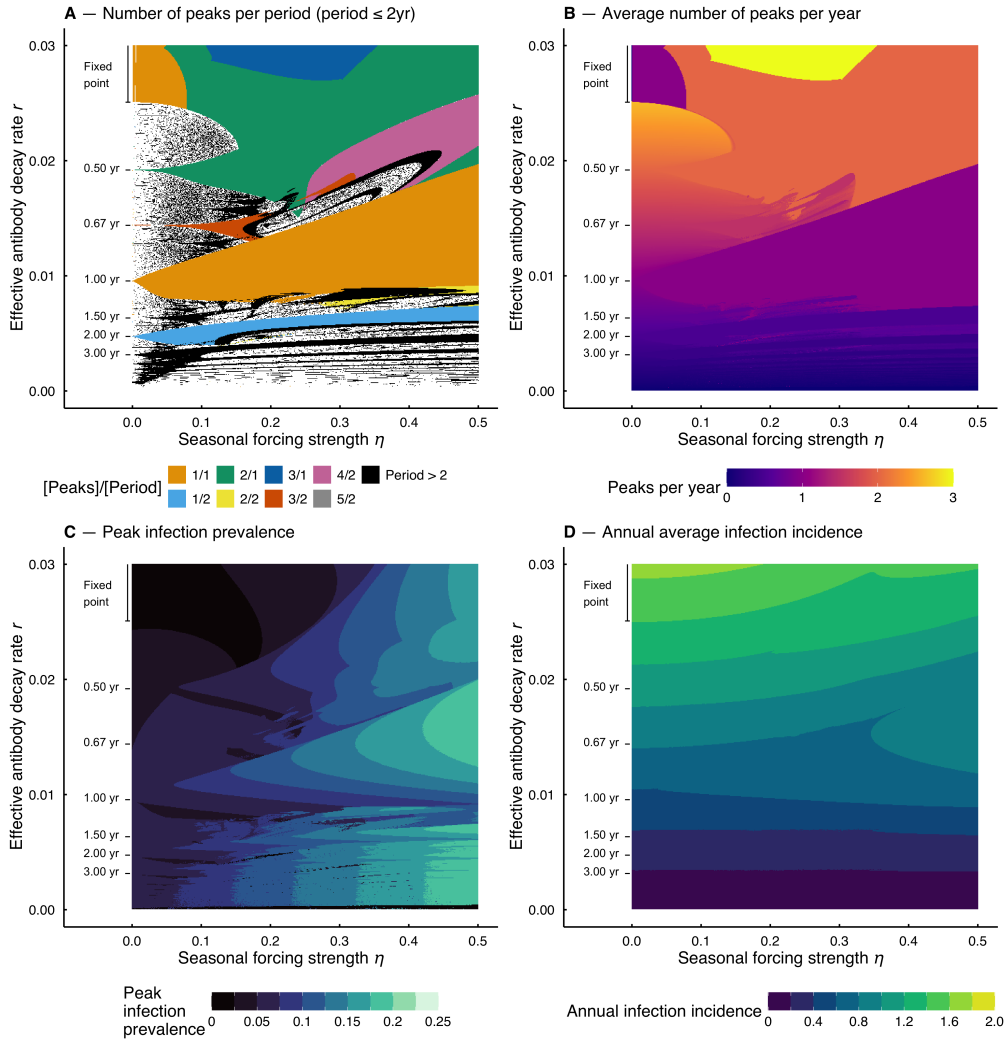 A — Number of peaks per period (period ≤ 2yr)
Effective antibody decay rate r
0.03
0.02
0.01
0.00
Fixed
point
0.50 yr
0.67 yr
1.00 yr
1.50 yr
2.00 yr
3.00 yr
0.0 0.1 0.2 0.3 0.4 0.5
Seasonal forcing strength η
[Peaks]/[Period]
1/1 2/1 3/1 4/2 Period > 2
1/2 2/2 3/2 5/2
B — Average number of peaks per year
Effective antibody decay rate r
0.03
0.02
0.01
0.00
Fixed
point
0.50 yr
0.67 yr
1.00 yr
1.50 yr
2.00 yr
3.00 yr
0.0 0.1 0.2 0.3 0.4 0.5
Seasonal forcing strength η
Peaks per year
0 1 2 3
C — Peak infection prevalence
Effective antibody decay rate r
0.03
0.02
0.01
0.00
Fixed
point
0.50 yr
0.67 yr
1.00 yr
1.50 yr
2.00 yr
3.00 yr
0.0 0.1 0.2 0.3 0.4 0.5
Seasonal forcing strength η
Peak
infection
prevalence
0 0.05 0.1 0.15 0.2 0.25
D — Annual average infection incidence
Effective antibody decay rate r
0.03
0.02
0.01
0.00
Fixed
point
0.50 yr
0.67 yr
1.00 yr
1.50 yr
2.00 yr
3.00 yr
0.0 0.1 0.2 0.3 0.4 0.5
Seasonal forcing strength η
Annual infection incidence
0 0.4 0.8 1.2 1.6 2.0